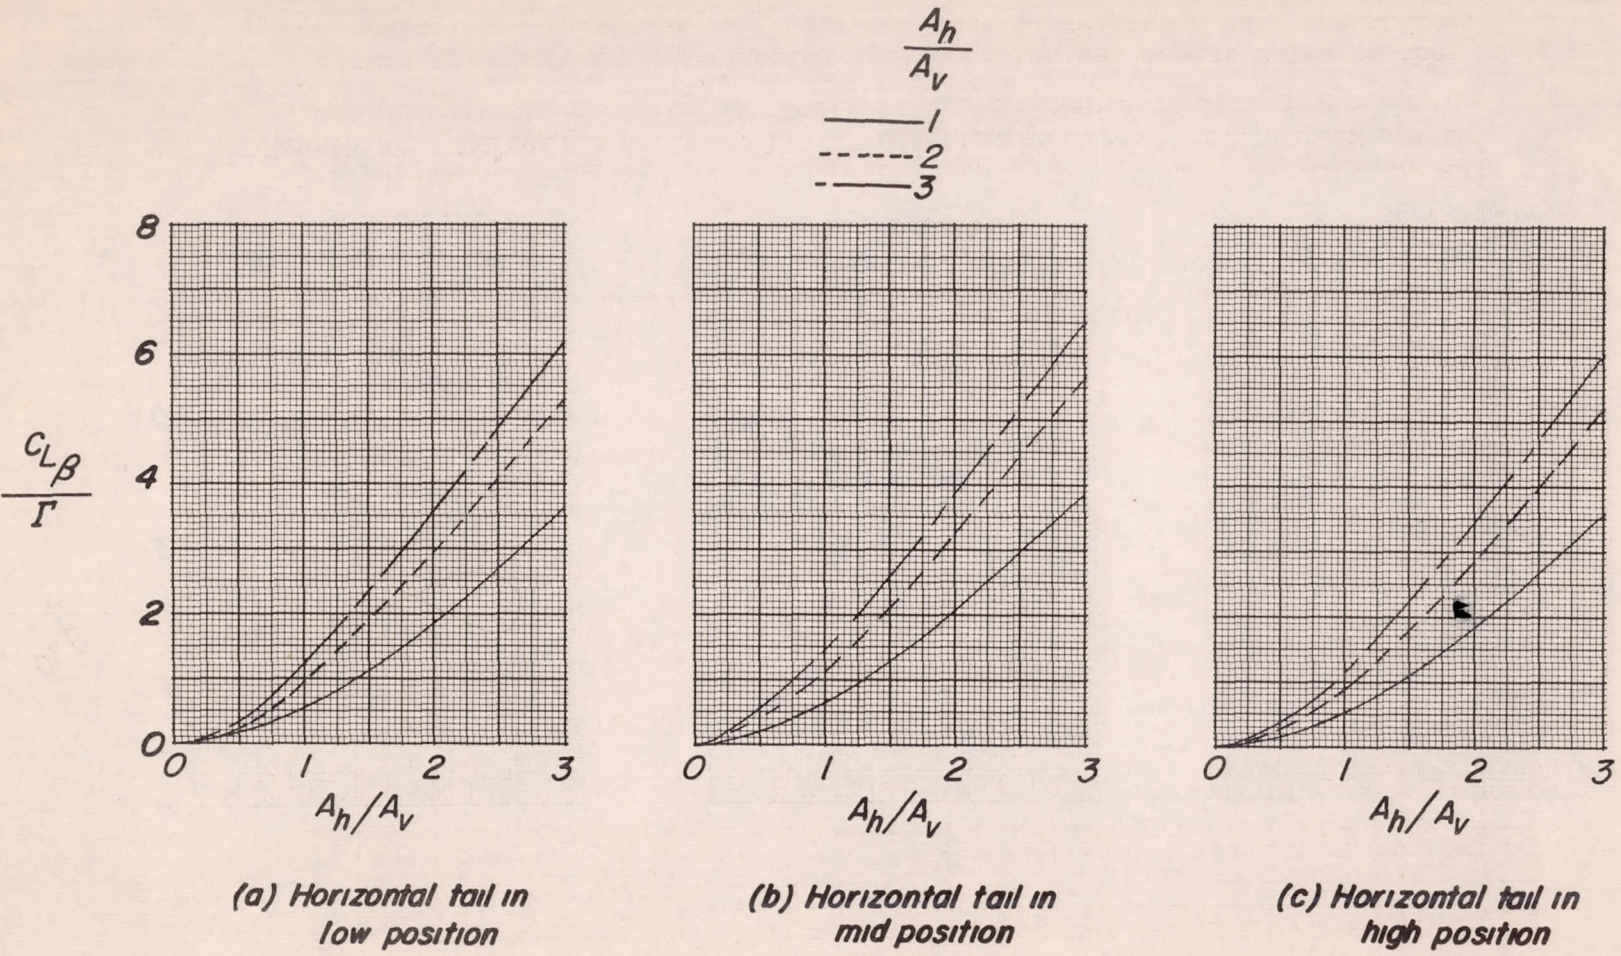 A_h
A_v
1
2
3
8
6
4
2
0
C_Lβ
Γ
0 1 2 3
A_h/A_v
(a) Horizontal tail in
low position
0 1 2 3
A_h/A_v
(b) Horizontal tail in
mid position
0 1 2 3
A_h/A_v
(c) Horizontal tail in
high position